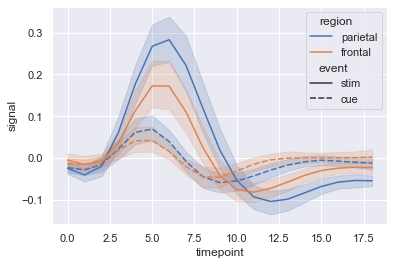 region
parietal
frontal
event
stim
cue
signal
0.3
0.2
0.1
0.0
−0.1
0.0
2.5
5.0
7.5
10.0
12.5
15.0
17.5
timepoint